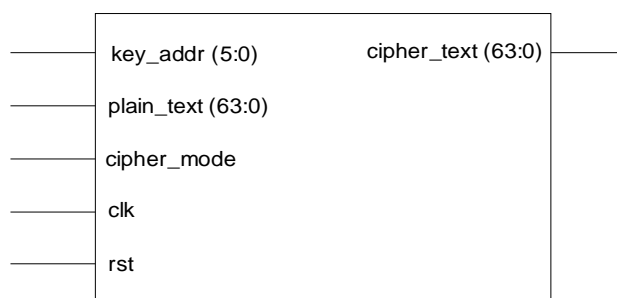 key_addr (5:0) cipher_text (63:0)
plain_text (63:0)
cipher_mode
clk
rst